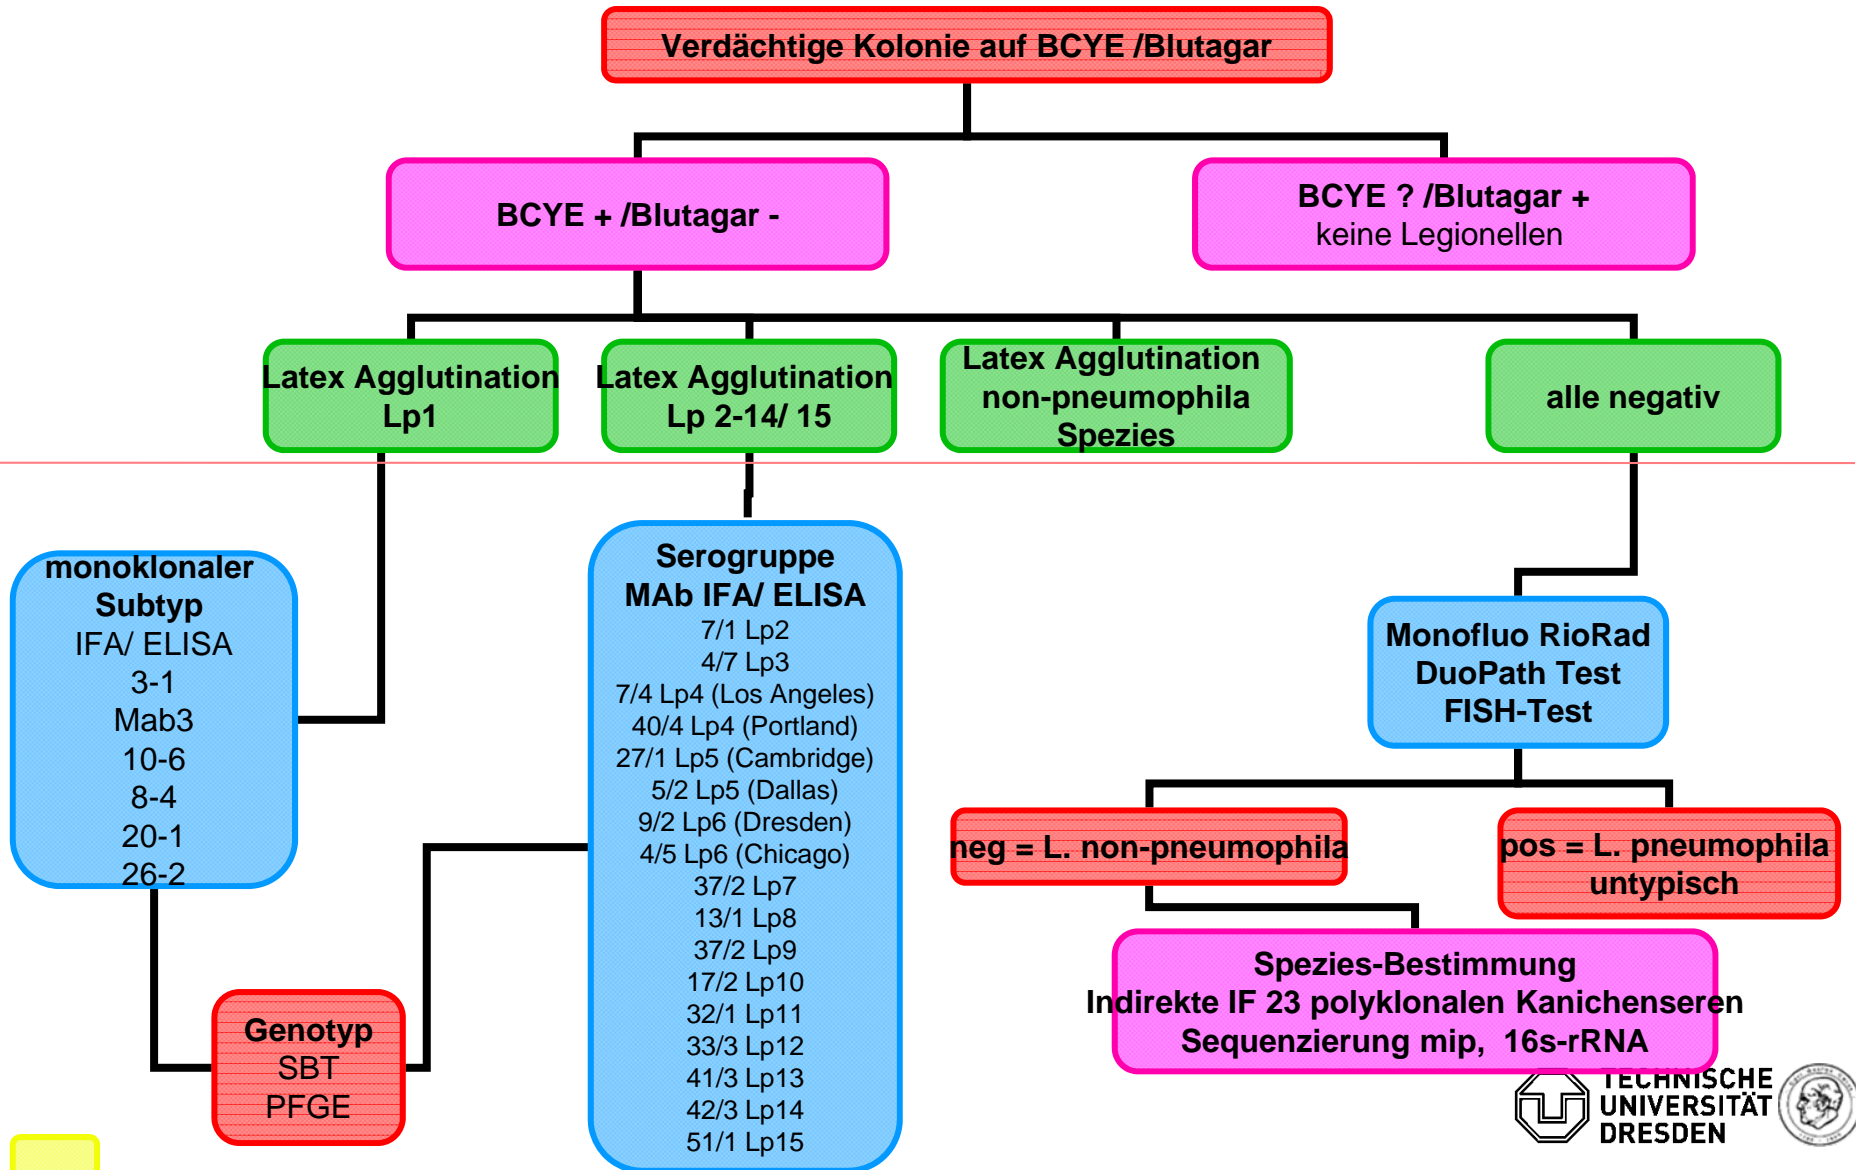 Verdächtige Kolonie auf BCYE /Blutagar
BCYE + /Blutagar -
BCYE ? /Blutagar +
keine Legionellen
Latex Agglutination
Lp1
Latex Agglutination
Lp 2-14/ 15
Latex Agglutination
non-pneumophila
Spezies
alle negativ
monoklonaler
Subtyp
IFA/ ELISA
3-1
Mab3
10-6
8-4
20-1
26-2
Serogruppe
MAb IFA/ ELISA
7/1 Lp2
4/7 Lp3
7/4 Lp4 (Los Angeles)
40/4 Lp4 (Portland)
27/1 Lp5 (Cambridge)
5/2 Lp5 (Dallas)
9/2 Lp6 (Dresden)
4/5 Lp6 (Chicago)
37/2 Lp7
13/1 Lp8
37/2 Lp9
17/2 Lp10
32/1 Lp11
33/3 Lp12
41/3 Lp13
42/3 Lp14
51/1 Lp15
Monofluo RioRad
DuoPath Test
FISH-Test
neg = L. non-pneumophila
pos = L. pneumophila
untypisch
Spezies-Bestimmung
Indirekte IF 23 polyklonalen Kanichenseren
Sequenzierung mip, 16s-rRNA
Genotyp
SBT
PFGE
TECHNISCHE
UNIVERSITÄT
DRESDEN